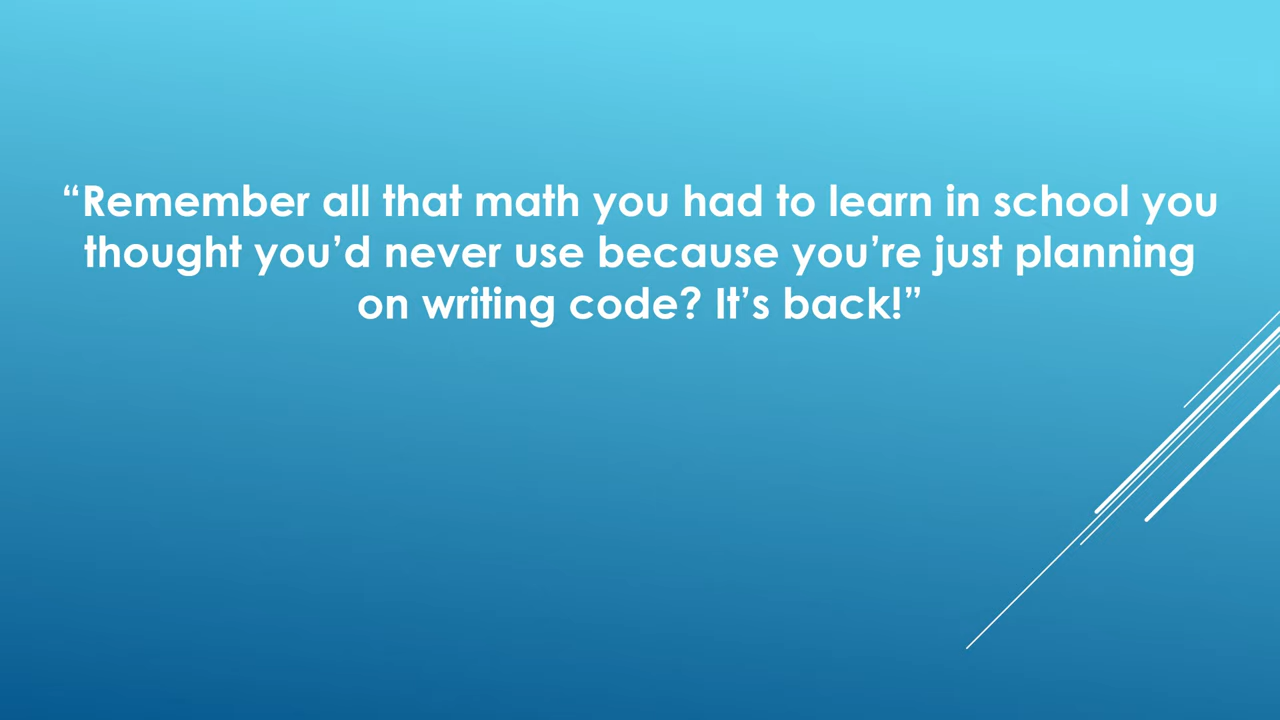 “Remember all that math you had to learn in school you
thought you’d never use because you’re just planning
on writing code? It’s back!”